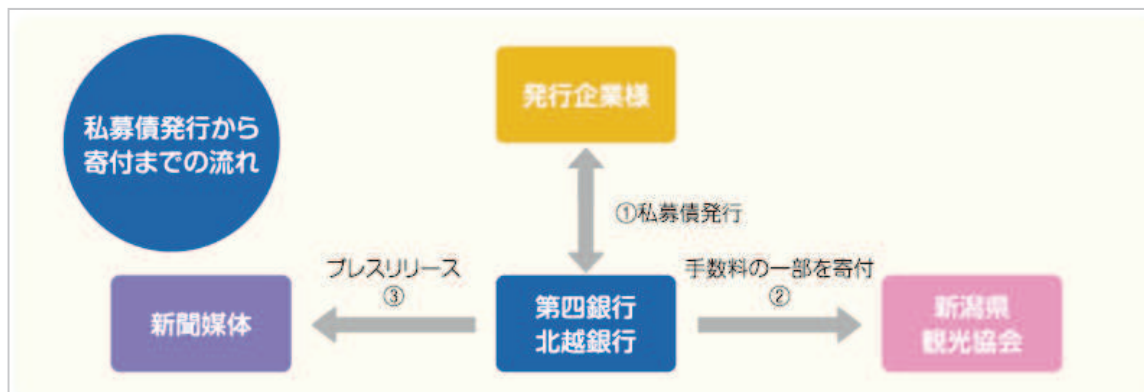 私募債発行から
寄付までの流れ
発行企業様
①私募債発行
プレスリリース
③
手数料の一部を寄付
②
新聞媒体
第四銀行
北越銀行
新潟県
観光協会